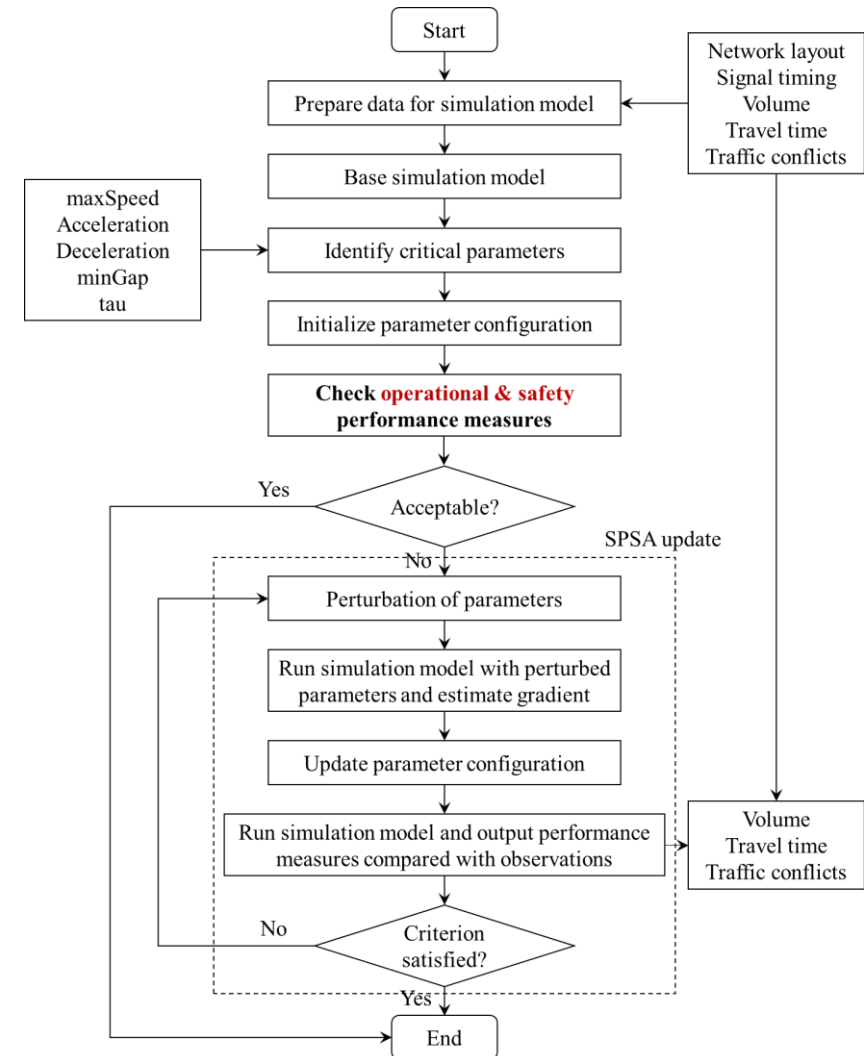 Start
Prepare data for simulation model
Network layout
Signal timing
Volume
Travel time
Traffic conflicts
Base simulation model
maxSpeed
Acceleration
Deceleration
minGap
tau
Identify critical parameters
Initialize parameter configuration
Check operational & safety
performance measures
Yes
Acceptable?
SPSA update
No
Perturbation of parameters
Run simulation model with perturbed
parameters and estimate gradient
Update parameter configuration
Run simulation model and output performance
measures compared with observations
Volume
Travel time
Traffic conflicts
No
Criterion
satisfied?
Yes
End